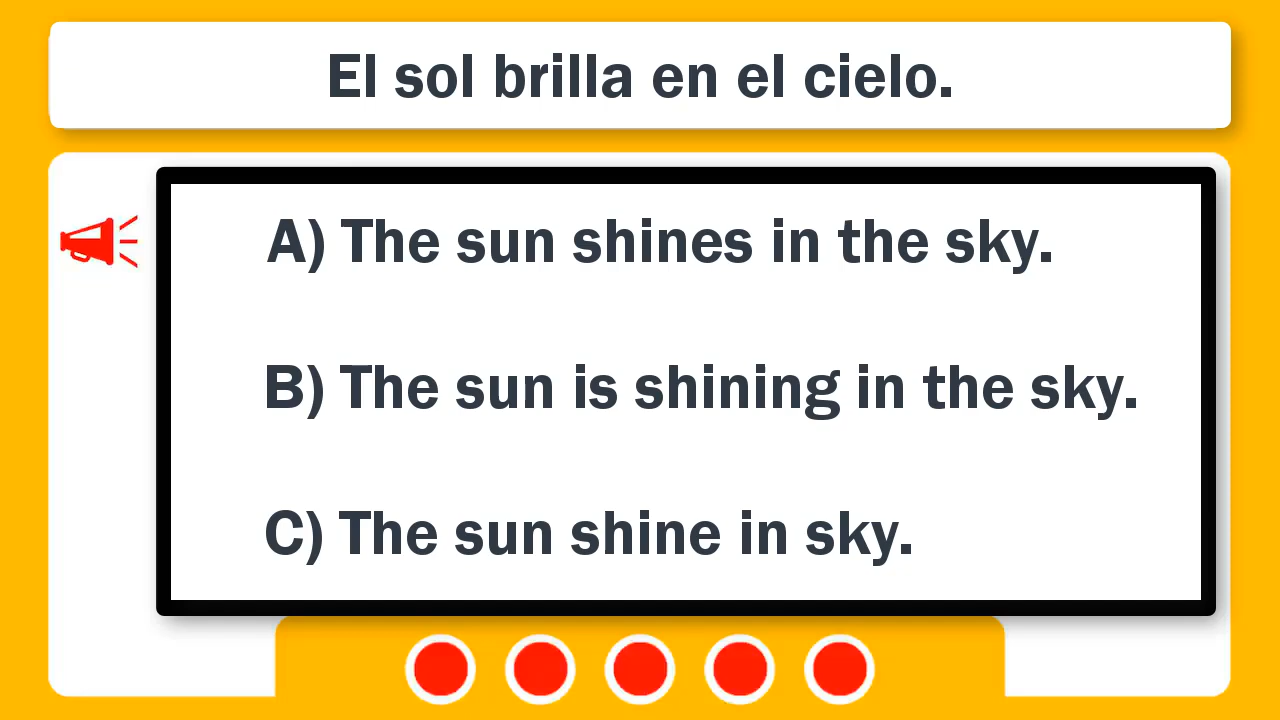 El sol brilla en el cielo.
A) The sun shines in the sky.
B) The sun is shining in the sky.
C) The sun shine in sky.